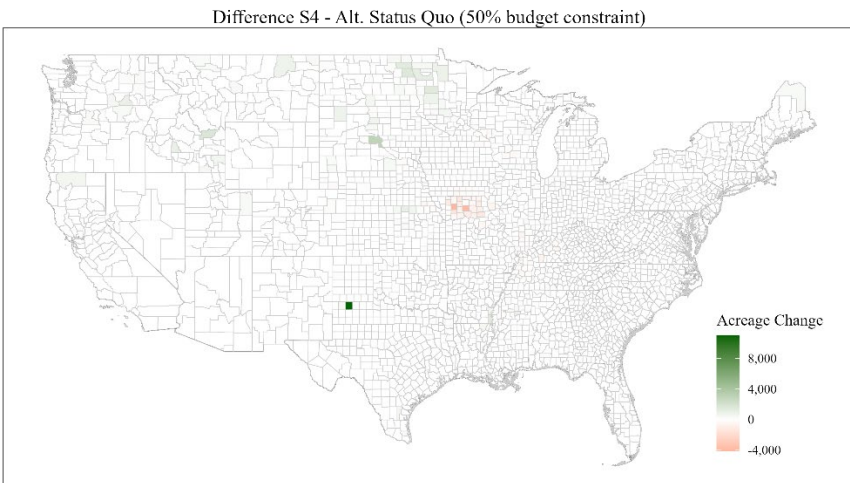 Difference S4 - Alt. Status Quo (50% budget constraint)
Acreage Change
8,000
4,000
0
-4,000